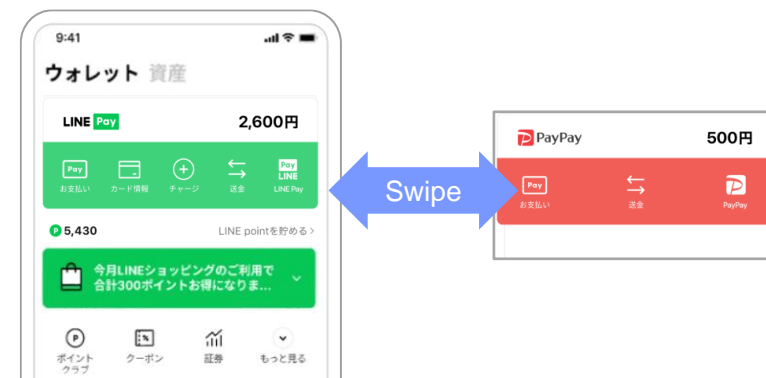 9:41
ウォレット 資産
LINE Pay 2,600円
Pay
お支払い
カード情報
チャージ
送金
Pay
LINE
LINE Pay
P 5,430 LINE pointを貯める
今月LINEショッピングのご利用で
合計300ポイントお得になりま...
P
ポイント
クラブ
クーポン
証券
もっと見る
Swipe
PayPay 500円
Pay
お支払い
送金
PayPay